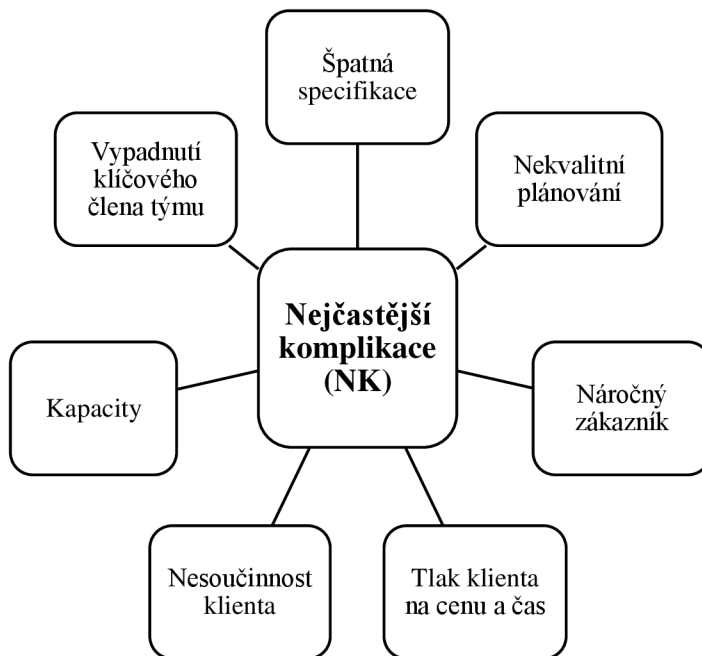 Špatná
specifikace
Vypadnutí
klíčového
člena týmu
Nekvalitní
plánování
Nejčastější
komplikace
(NK)
Kapacity
Náročný
zákazník
Nesoučinnost
klienta
Tlak klienta
na cenu a čas